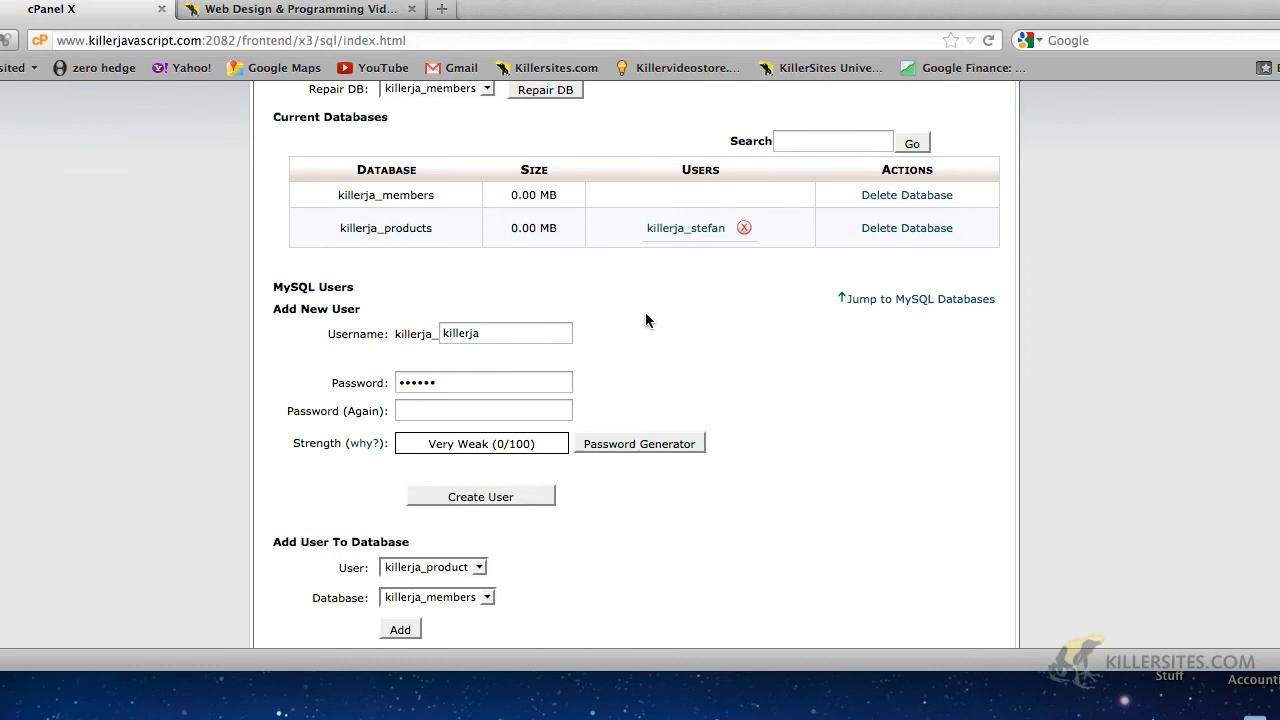 cPanel X
Web Design & Programming Vid...
www.killerjavascript.com:2082/frontend/x3/sql/index.html
Google
sited
zero hedge
Yahoo!
Google Maps
YouTube
Gmail
Killersites.com
Killervideostore....
KillerSites Unive...
Google Finance: ...
Repair DB: killerja_members Repair DB
Current Databases
Search Go
DATABASE SIZE USERS ACTIONS
killerja_members 0.00 MB Delete Database
killerja_products 0.00 MB killerja_stefan Delete Database
MySQL Users
Jump to MySQL Databases
Add New User
Username: killerja_ killerja
Password: ••••••
Password (Again):
Strength (why?): Very Weak (0/100) Password Generator
Create User
Add User To Database
User: killerja_product
Database: killerja_members
Add
KILLERSITES.COM
Stuff
Accounti